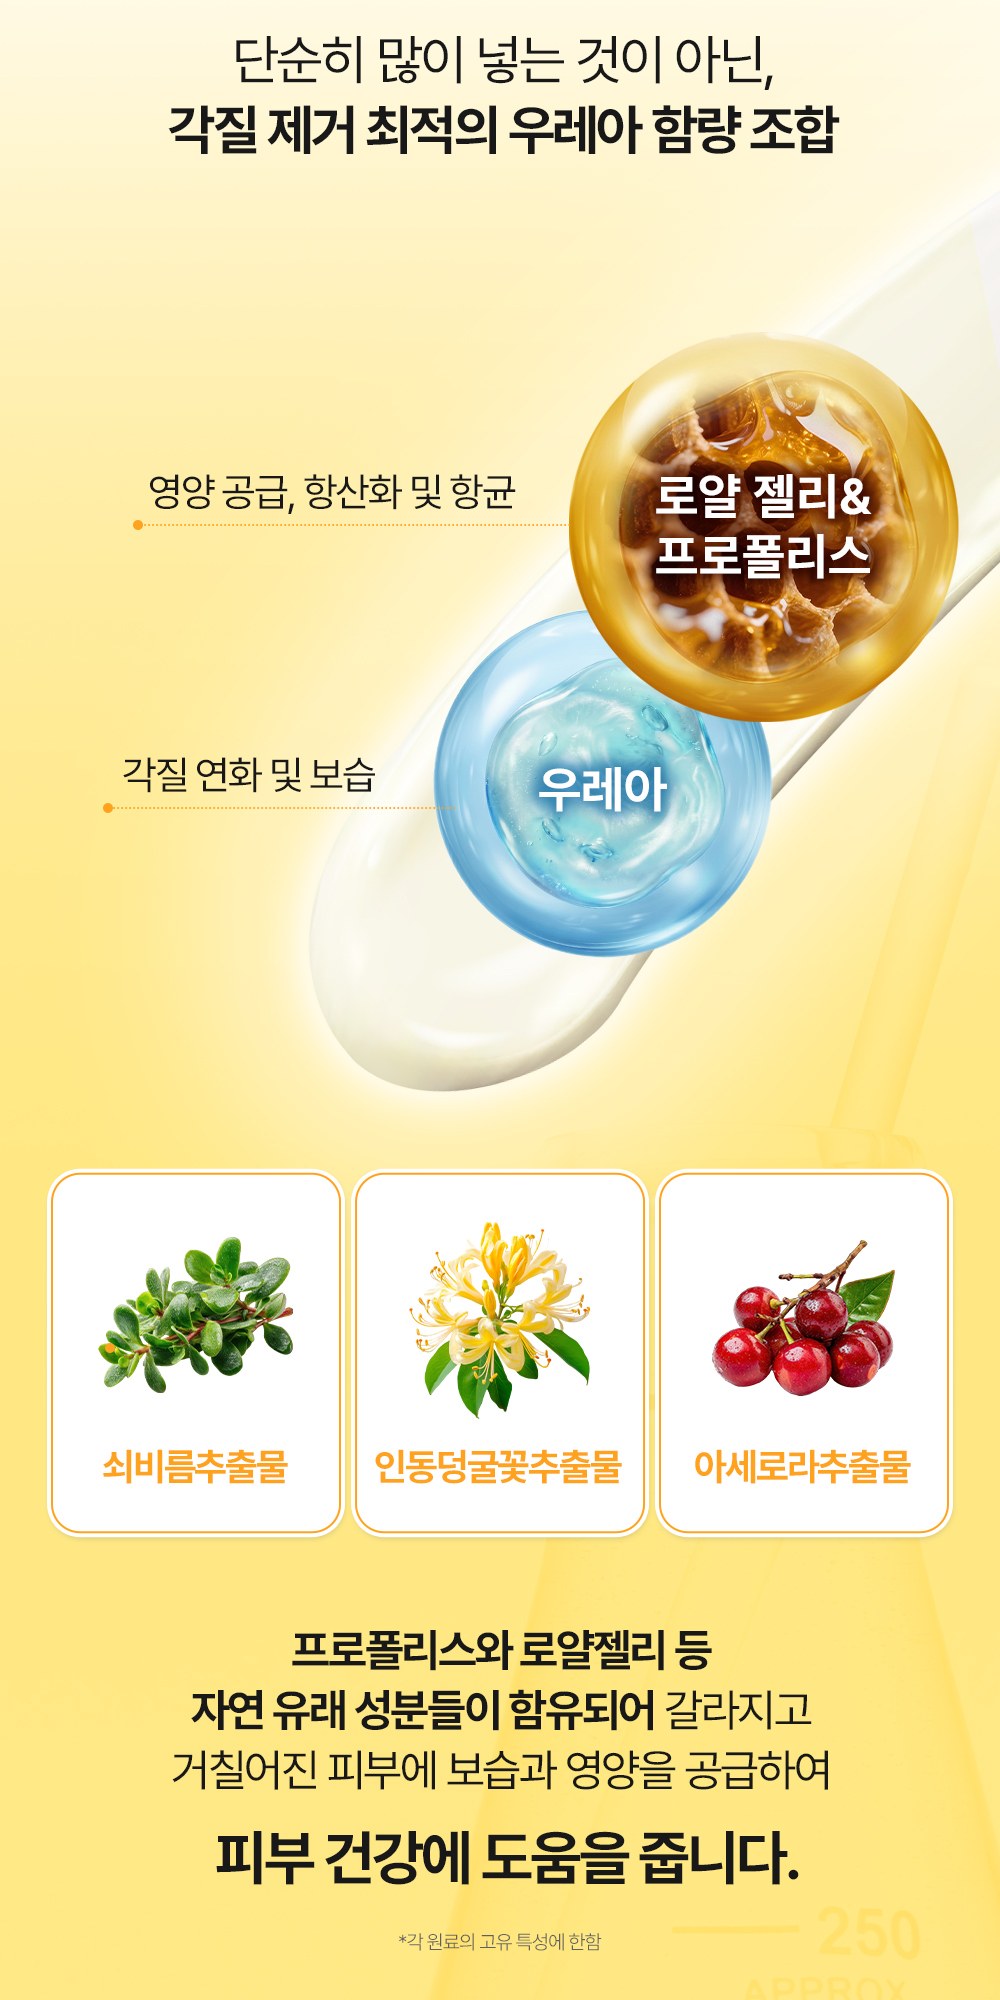 단순히 많이 넣는 것이 아닌,
각질 제거 최적의 우레아 함량 조합
영양 공급, 항산화 및 항균
로얄 젤리&
프로폴리스
각질 연화 및 보습
우레아
쇠비름추출물
인동덩굴꽃추출물
아세로라추출물
프로폴리스와 로얄젤리 등
자연 유래 성분들이 함유되어 갈라지고
거칠어진 피부에 보습과 영양을 공급하여
피부 건강에 도움을 줍니다.
*각 원료의 고유 특성에 한함
250
APPROX